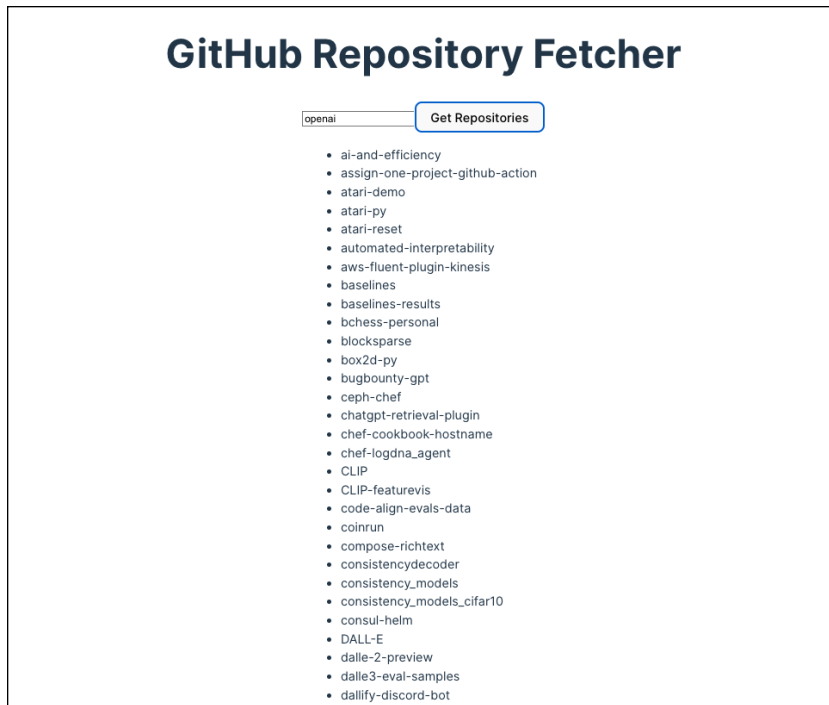 GitHub Repository Fetcher
openai Get Repositories
ai-and-efficiency
assign-one-project-github-action
atari-demo
atari-py
atari-reset
automated-interpretability
aws-fluent-plugin-kinesis
baselines
baselines-results
bchess-personal
blocksparse
box2d-py
bugbounty-gpt
ceph-chef
chatgpt-retrieval-plugin
chef-cookbook-hostname
chef-logdna_agent
CLIP
CLIP-featurevis
code-align-evals-data
coinrun
compose-richtext
consistencydecoder
consistency_models
consistency_models_cifar10
consul-helm
DALL-E
dalle-2-preview
dalle3-eval-samples
dallify-discord-bot